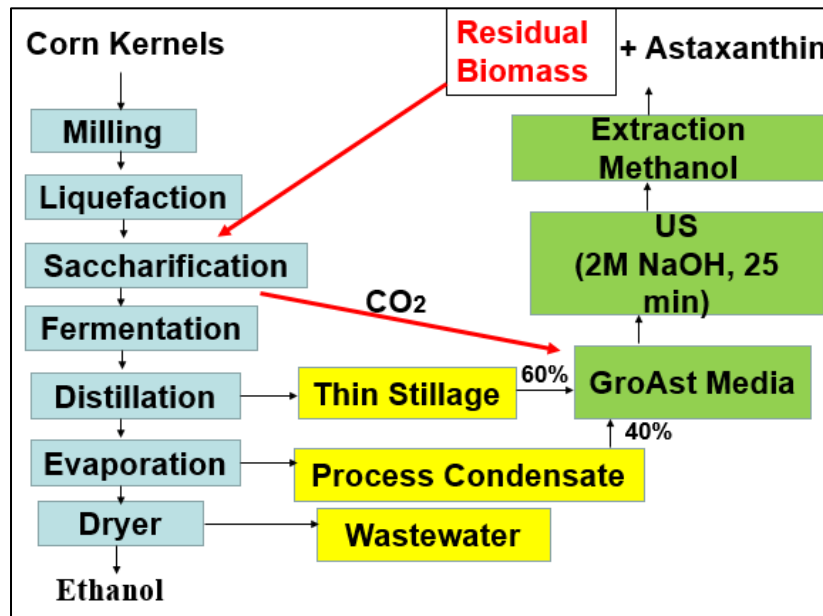 Corn Kernels
Milling
Liquefaction
Saccharification
Fermentation
Distillation
Evaporation
Dryer
Ethanol
Thin Stillage
Process Condensate
Wastewater
CO2
60%
40%
GroAst Media
US
(2M NaOH, 25
min)
Extraction
Methanol
Residual
Biomass
+ Astaxanthin